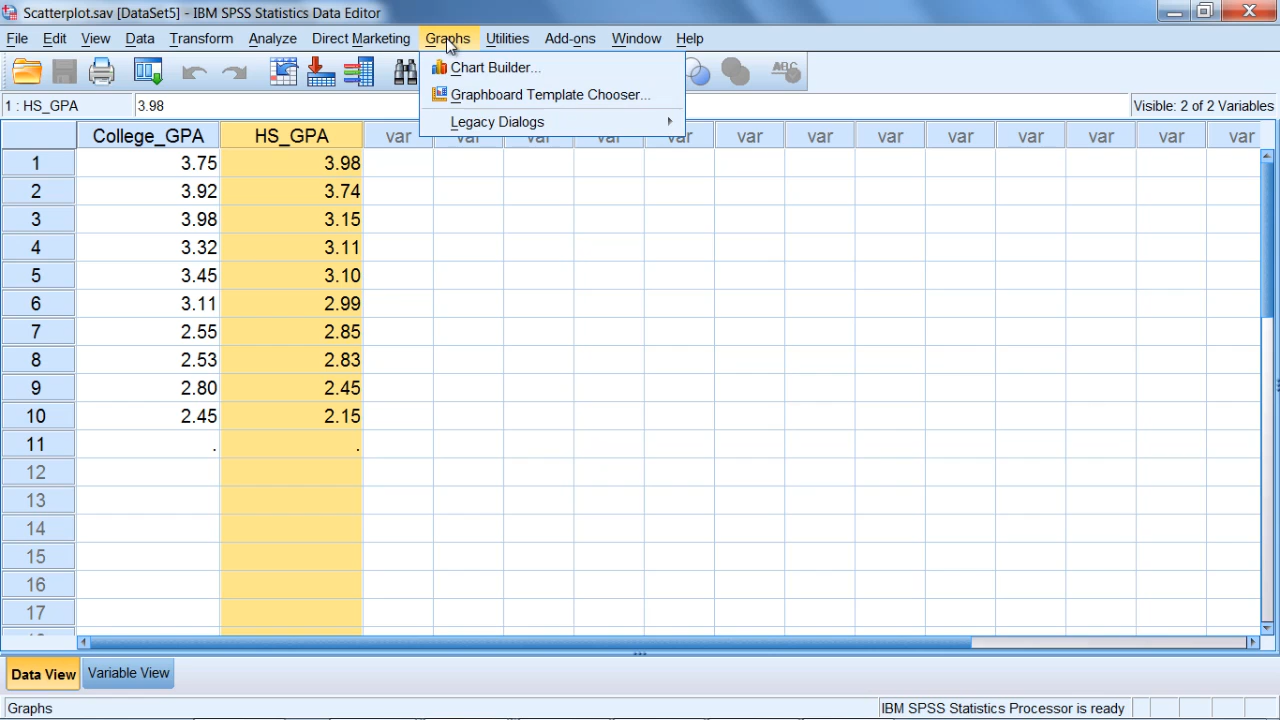 Scatterplot.sav [DataSet5] - IBM SPSS Statistics Data Editor
File Edit View Data Transform Analyze Direct Marketing Graphs Utilities Add-ons Window Help
Chart Builder...
Graphboard Template Chooser...
Legacy Dialogs
ABC
1 : HS_GPA 3.98 Visible: 2 of 2 Variables
College_GPA HS_GPA var var var var var var var var var var var var var
1 3.75 3.98
2 3.92 3.74
3 3.98 3.15
4 3.32 3.11
5 3.45 3.10
6 3.11 2.99
7 2.55 2.85
8 2.53 2.83
9 2.80 2.45
10 2.45 2.15
11 . .
12
13
14
15
16
17
Data View Variable View
Graphs IBM SPSS Statistics Processor is ready